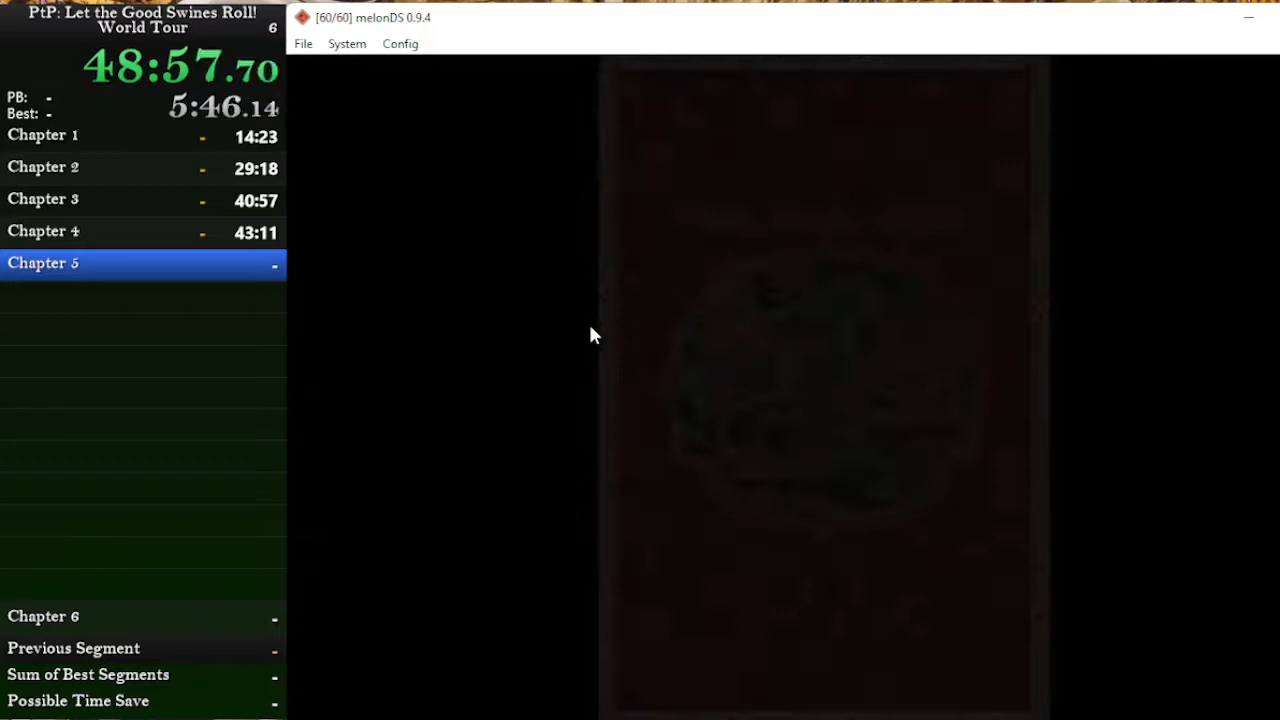 PtP: Let the Good Swines Roll!
World Tour 6
48:57.70
PB: -
5:46.14
Best: -
Chapter 1 - 14:23
Chapter 2 - 29:18
Chapter 3 - 40:57
Chapter 4 - 43:11
Chapter 5 -
Chapter 6 -
Previous Segment -
Sum of Best Segments -
Possible Time Save -
[60/60] melonDS 0.9.4
File System Config